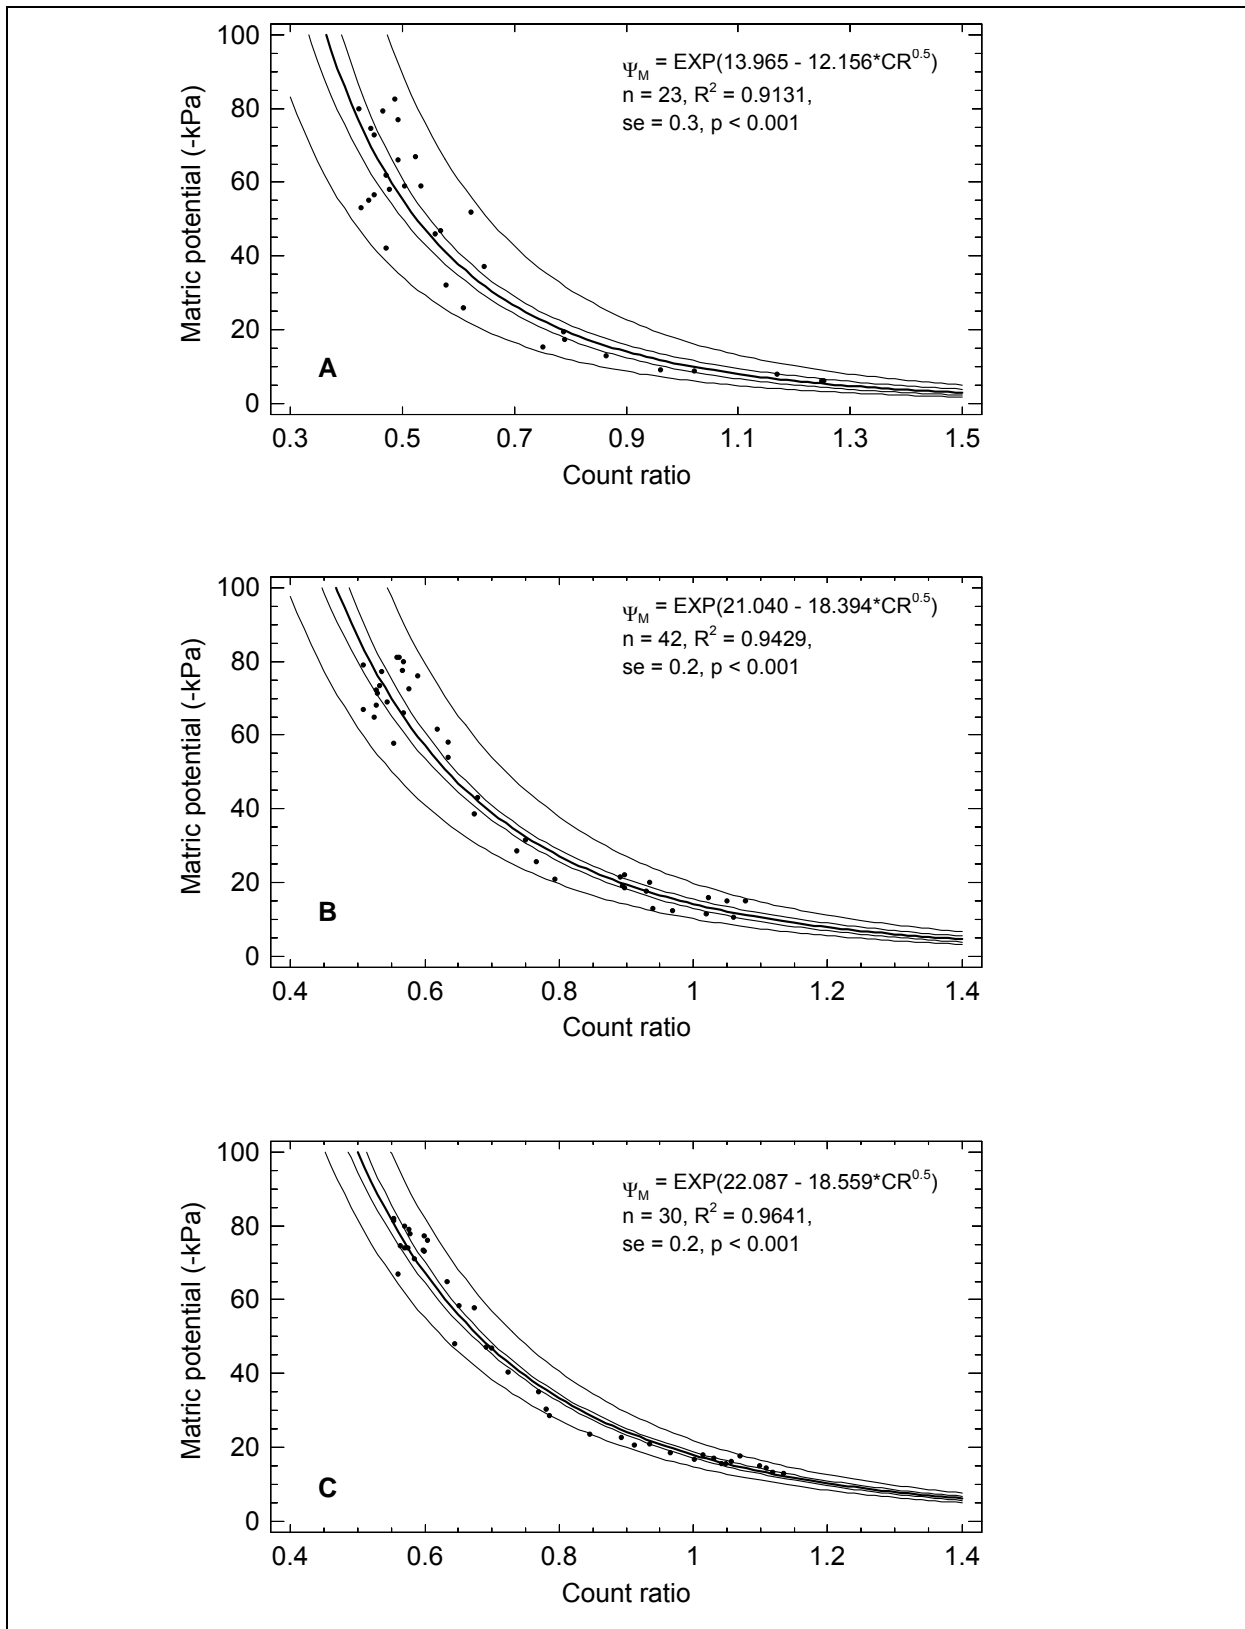 100
80
60
40
20
0
Matric potential (-kPa)
Ψ_M = EXP(13.965 - 12.156*CR^0.5)
n = 23, R² = 0.9131,
se = 0.3, p < 0.001
A
0.3 0.5 0.7 0.9 1.1 1.3 1.5
Count ratio
100
80
60
40
20
0
Matric potential (-kPa)
Ψ_M = EXP(21.040 - 18.394*CR^0.5)
n = 42, R² = 0.9429,
se = 0.2, p < 0.001
B
0.4 0.6 0.8 1 1.2 1.4
Count ratio
100
80
60
40
20
0
Matric potential (-kPa)
Ψ_M = EXP(22.087 - 18.559*CR^0.5)
n = 30, R² = 0.9641,
se = 0.2, p < 0.001
C
0.4 0.6 0.8 1 1.2 1.4
Count ratio